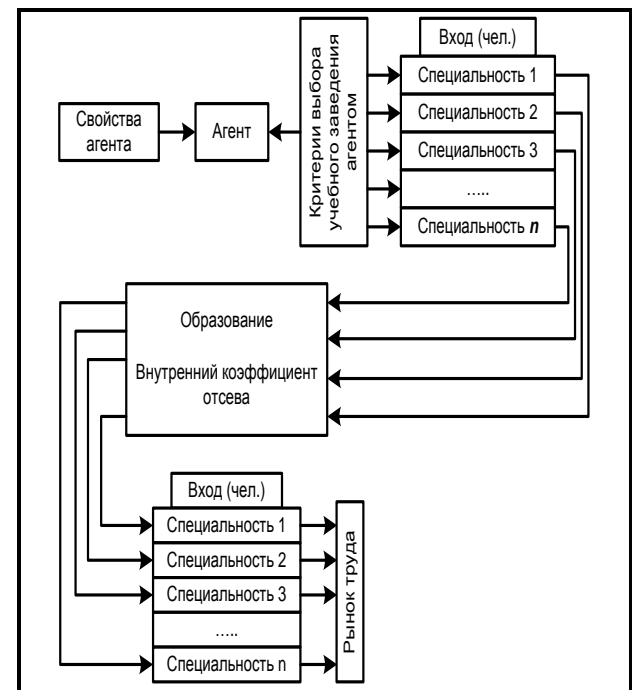 Свойства
агента
Агент
Критерии выбора
учебного заведения
агентом
Вход (чел.)
Специальность 1
Специальность 2
Специальность 3
.....
Специальность n
Образование
Внутренний коэффициент
отсева
Вход (чел.)
Специальность 1
Специальность 2
Специальность 3
.....
Специальность n
Рынок труда